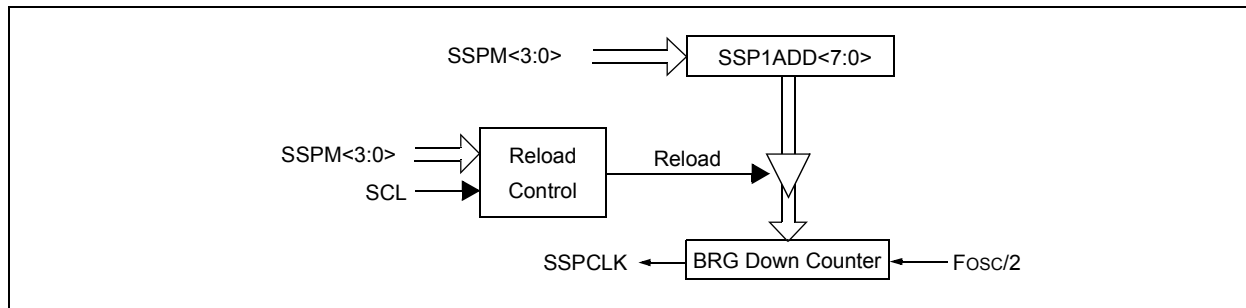 SSPM<3:0>
SSP1ADD<7:0>
SSPM<3:0>
SCL
Reload
Control
Reload
SSPCLK
BRG Down Counter
FOSC/2